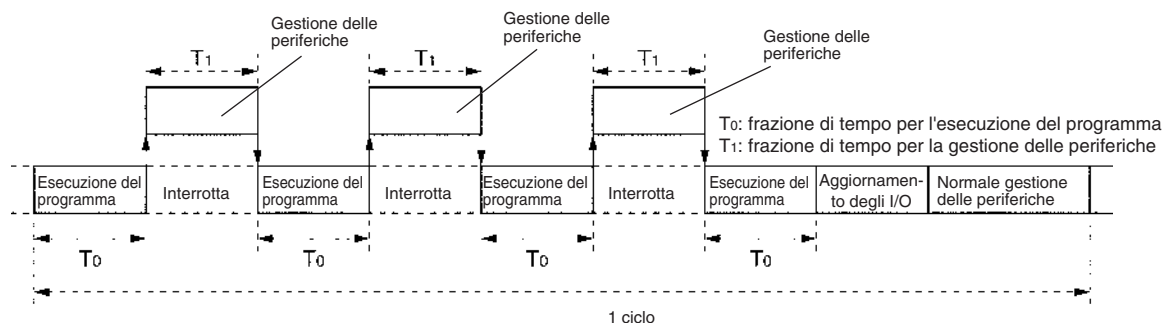 Gestione delle
periferiche
Gestione delle
periferiche
Gestione delle
periferiche
T1
T1
T1
T0: frazione di tempo per l'esecuzione del programma
T1: frazione di tempo per la gestione delle periferiche
Esecuzione del
programma
Interrotta
Esecuzione del
programma
Interrotta
Esecuzione del
programma
Interrotta
Esecuzione del
programma
Aggiornamen-
to degli I/O
Normale gestione
delle periferiche
T0
T0
T0
T0
1 ciclo